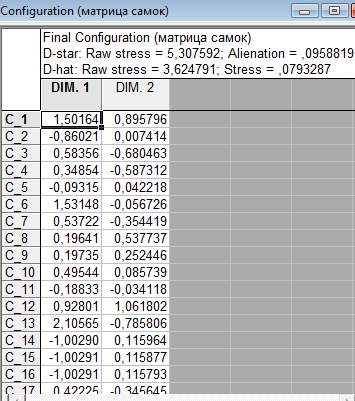 Configuration (матрица самок)
Final Configuration (матрица самок)
D-star: Raw stress = 5,307592; Alienation = ,0958819
D-hat: Raw stress = 3,624791; Stress = ,0793287
DIM. 1 DIM. 2
C_1 1,50164 0,895796
C_2 -0,86021 0,007414
C_3 0,58356 -0,680463
C_4 0,34854 -0,587312
C_5 -0,09315 0,042218
C_6 1,53148 -0,056726
C_7 0,53722 -0,354419
C_8 0,19641 0,537737
C_9 0,19735 0,252446
C_10 0,49544 0,085739
C_11 -0,18833 -0,034118
C_12 0,92801 1,061802
C_13 2,10565 -0,785806
C_14 -1,00290 0,115964
C_15 -1,00291 0,115877
C_16 -1,00291 0,115793
C_17 0,42225 -0,345645